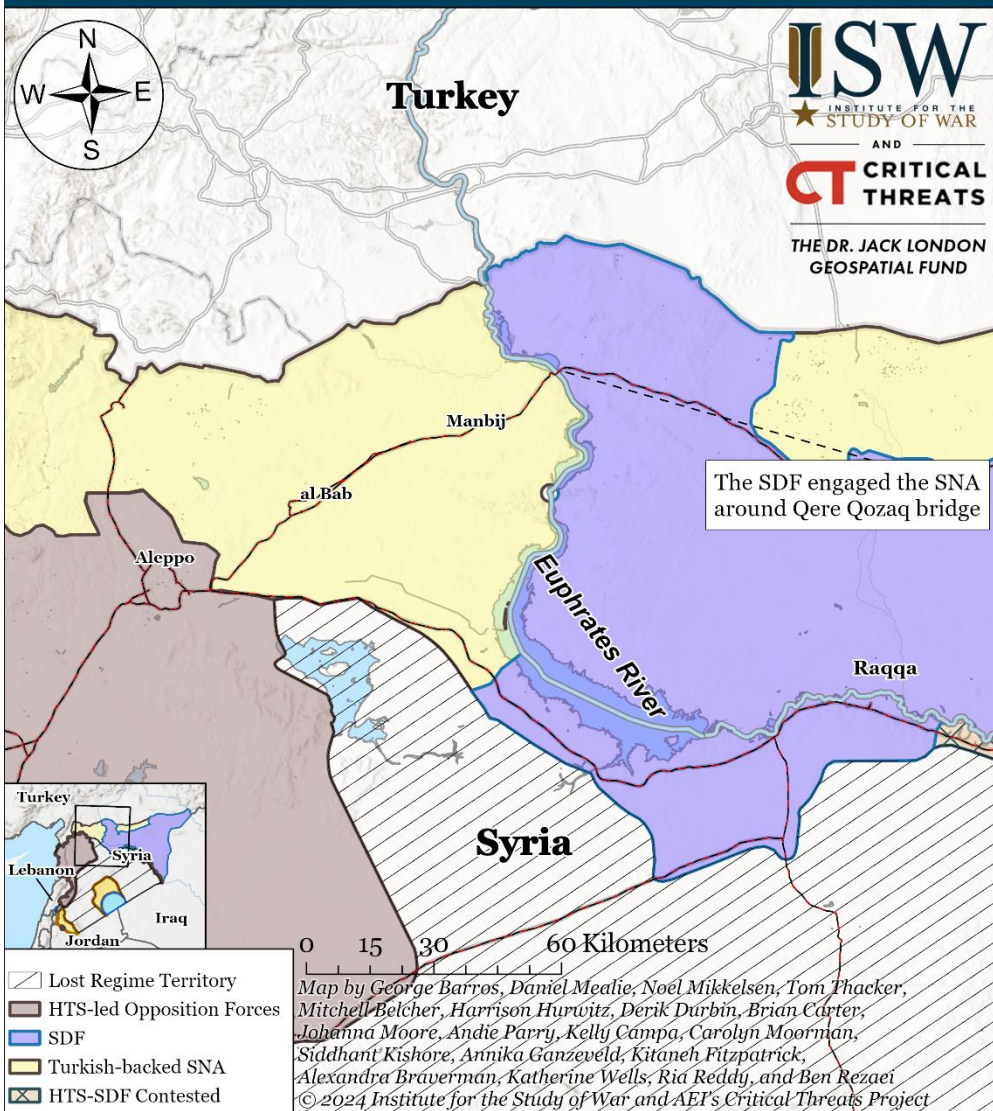 N
W E
S
Turkey
ISW
INSTITUTE FOR THE
STUDY OF WAR
AND
CT CRITICAL
THREATS
THE DR. JACK LONDON
GEOSPATIAL FUND
Manbij
al Bab
The SDF engaged the SNA
around Qere Qozaq bridge
Aleppo
Euphrates River
Raqqa
Syria
Turkey
Syria
Lebanon
Iraq
Jordan
0 15 30 60 Kilometers
Lost Regime Territory
HTS-led Opposition Forces
SDF
Turkish-backed SNA
HTS-SDF Contested
Map by George Barros, Daniel Mealie, Noel Mikkelsen, Tom Thacker,
Mitchell Belcher, Harrison Hurwitz, Derik Durbin, Brian Carter,
Johanna Moore, Andie Parry, Kelly Campa, Carolyn Moorman,
Siddhant Kishore, Annika Ganzeveld, Kitaneh Fitzpatrick,
Alexandra Braverman, Katherine Wells, Ria Reddy, and Ben Rezaei
© 2024 Institute for the Study of War and AEI's Critical Threats Project